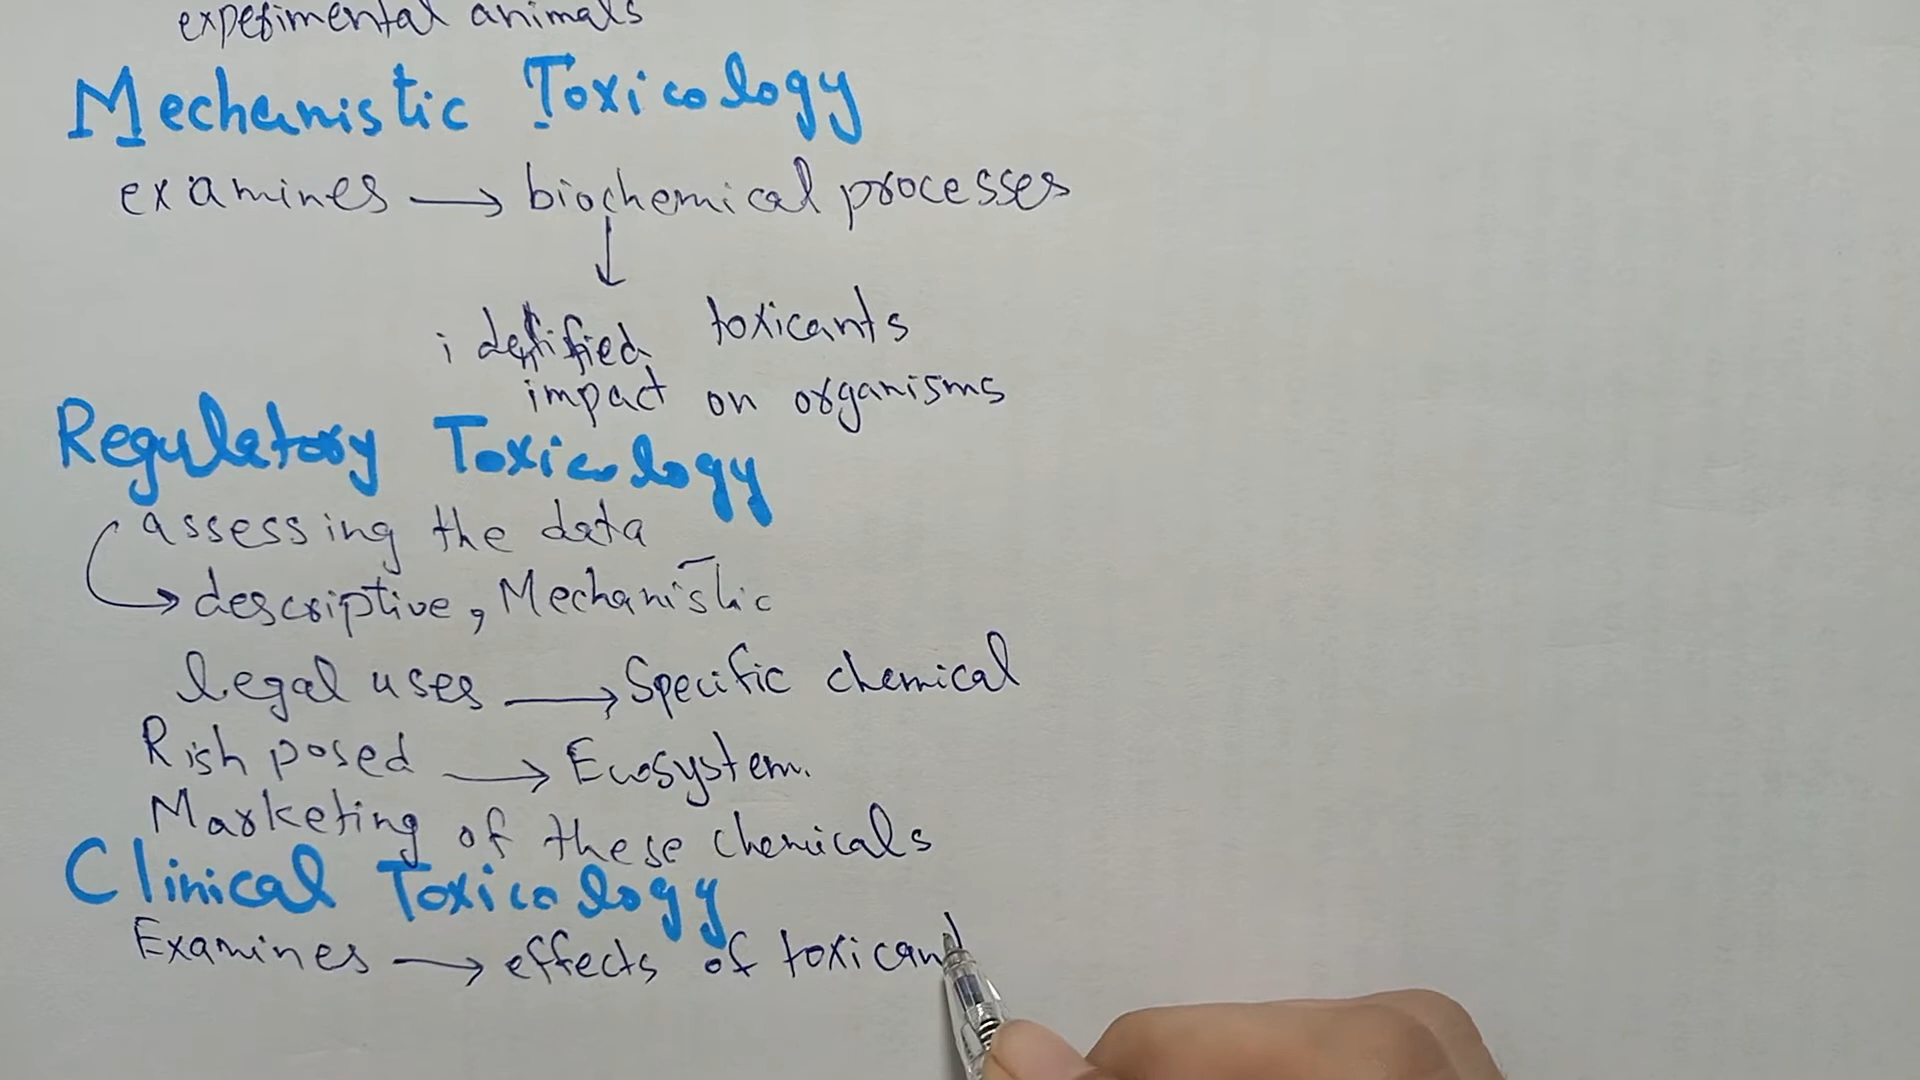 experimental animals
Mechanistic Toxicology
examines → biochemical processes
↓
identified toxicants
impact on organisms
Regulatory Toxicology
assessing the data
→ descriptive, Mechanistic
legal uses → Specific chemical
Rish posed → Ecosystem.
Marketing of these chemicals
Clinical Toxicology
Examines → effects of toxicant